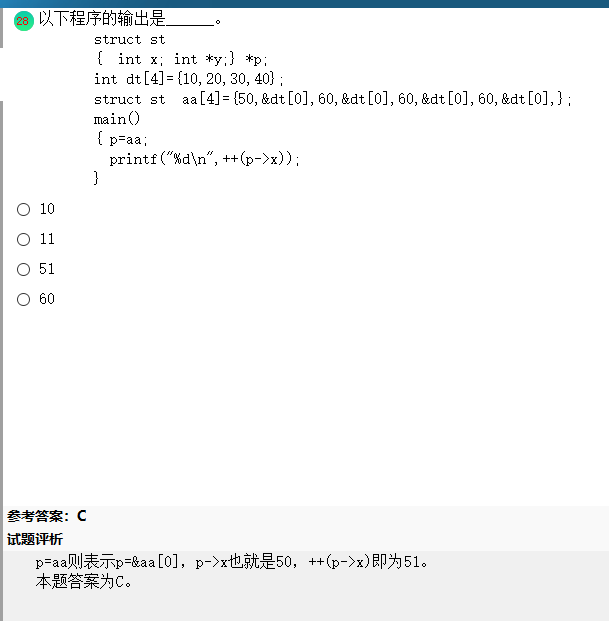 28 以下程序的输出是______。
struct st
{ int x; int *y;} *p;
int dt[4]={10,20,30,40};
struct st aa[4]={50,&dt[0],60,&dt[0],60,&dt[0],60,&dt[0],};
main()
{ p=aa;
printf("%d\n",++(p->x));
}
10
11
51
60
参考答案：C
试题评析
p=aa则表示p=&aa[0]，p->x也就是50，++(p->x)即为51。
本题答案为C。